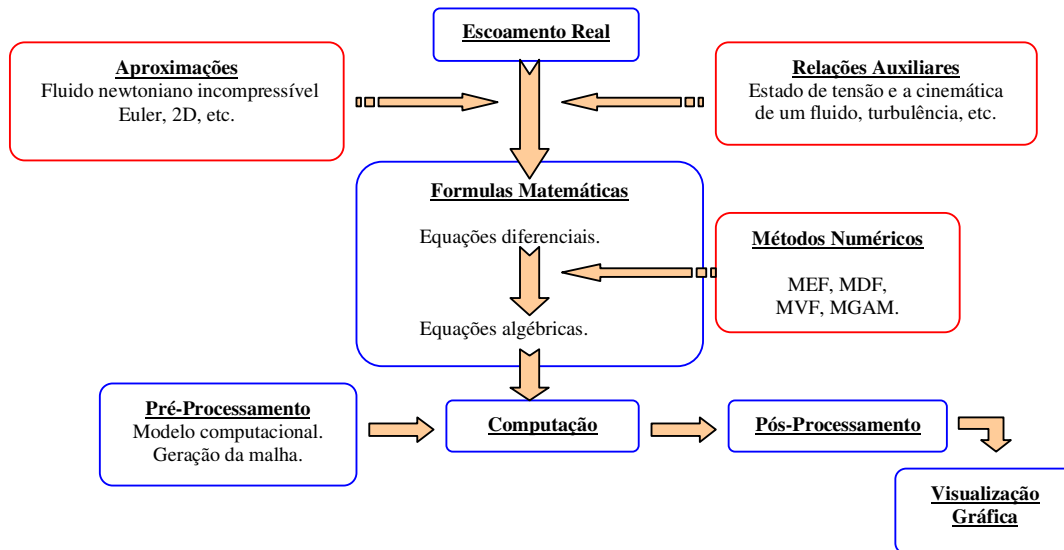 Escoamento Real
Aproximações
Fluido newtoniano incompressível
Euler, 2D, etc.
Relações Auxiliares
Estado de tensão e a cinemática
de um fluido, turbulência, etc.
Formulas Matemáticas
Equações diferenciais.
Métodos Numéricos
MEF, MDF,
MVF, MGAM.
Equações algébricas.
Pré-Processamento
Modelo computacional.
Geração da malha.
Computação
Pós-Processamento
Visualização
Gráfica